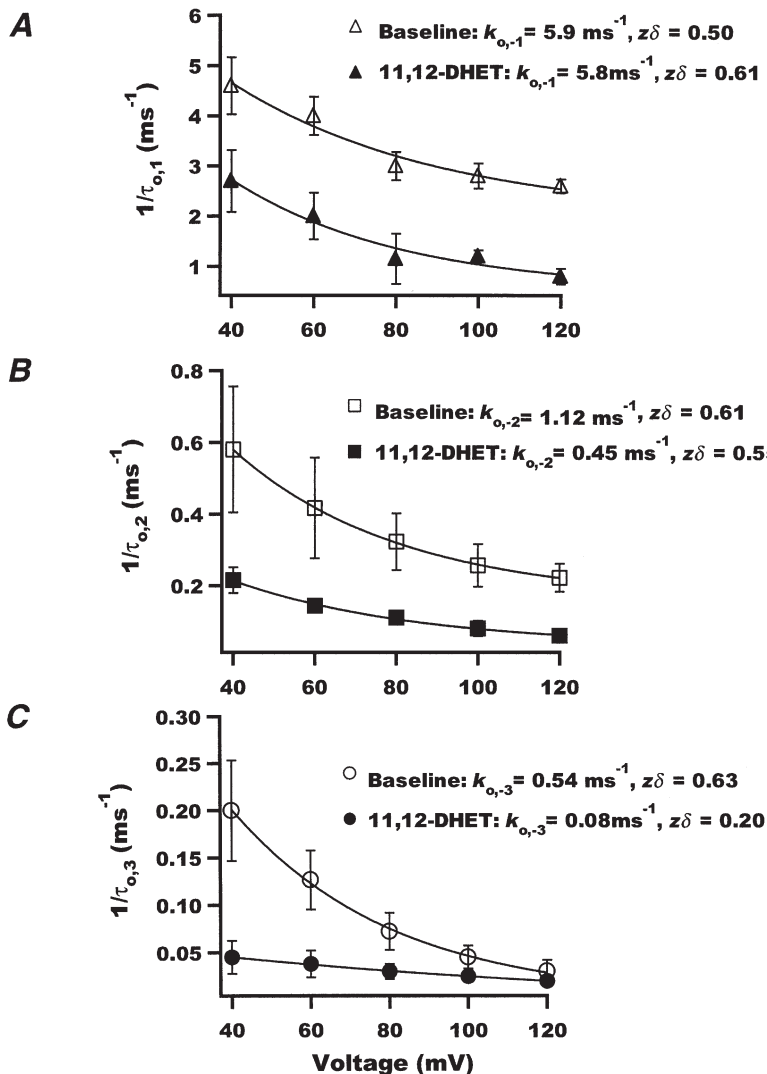 A
6
5
4
3
2
1
1/τo,1 (ms-1)
Baseline: ko,-1= 5.9 ms-1, zδ = 0.50
11,12-DHET: ko,-1= 5.8ms-1, zδ = 0.61
40 60 80 100 120
B
0.8
0.6
0.4
0.2
1/τo,2 (ms-1)
Baseline: ko,-2= 1.12 ms-1, zδ = 0.61
11,12-DHET: ko,-2= 0.45 ms-1, zδ = 0.5
40 60 80 100 120
C
0.30
0.25
0.20
0.15
0.10
0.05
1/τo,3 (ms-1)
Baseline: ko,-3= 0.54 ms-1, zδ = 0.63
11,12-DHET: ko,-3= 0.08ms-1, zδ = 0.20
40 60 80 100 120
Voltage (mV)